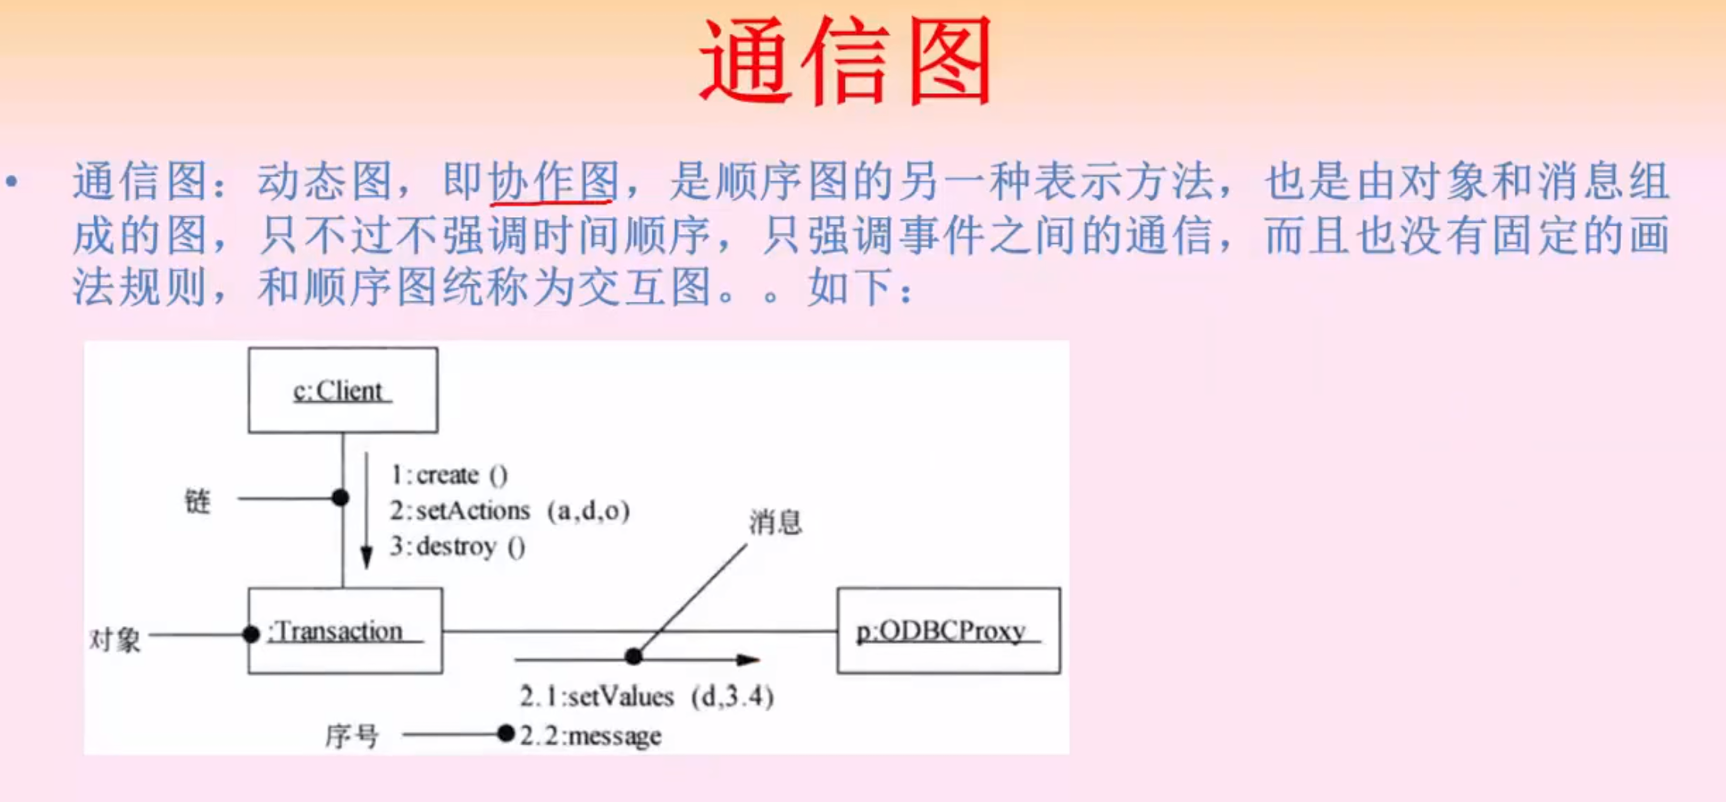 通信图
• 通信图：动态图，即协作图，是顺序图的另一种表示方法，也是由对象和消息组
成的图，只不过不强调时间顺序，只强调事件之间的通信，而且也没有固定的画
法规则，和顺序图统称为交互图。。如下：
c:Client
1:create ()
链
2:setActions (a,d,o)
消息
3:destroy ()
对象
:Transaction
p:ODBCProxy
2.1:setValues (d,3.4)
序号
2.2:message